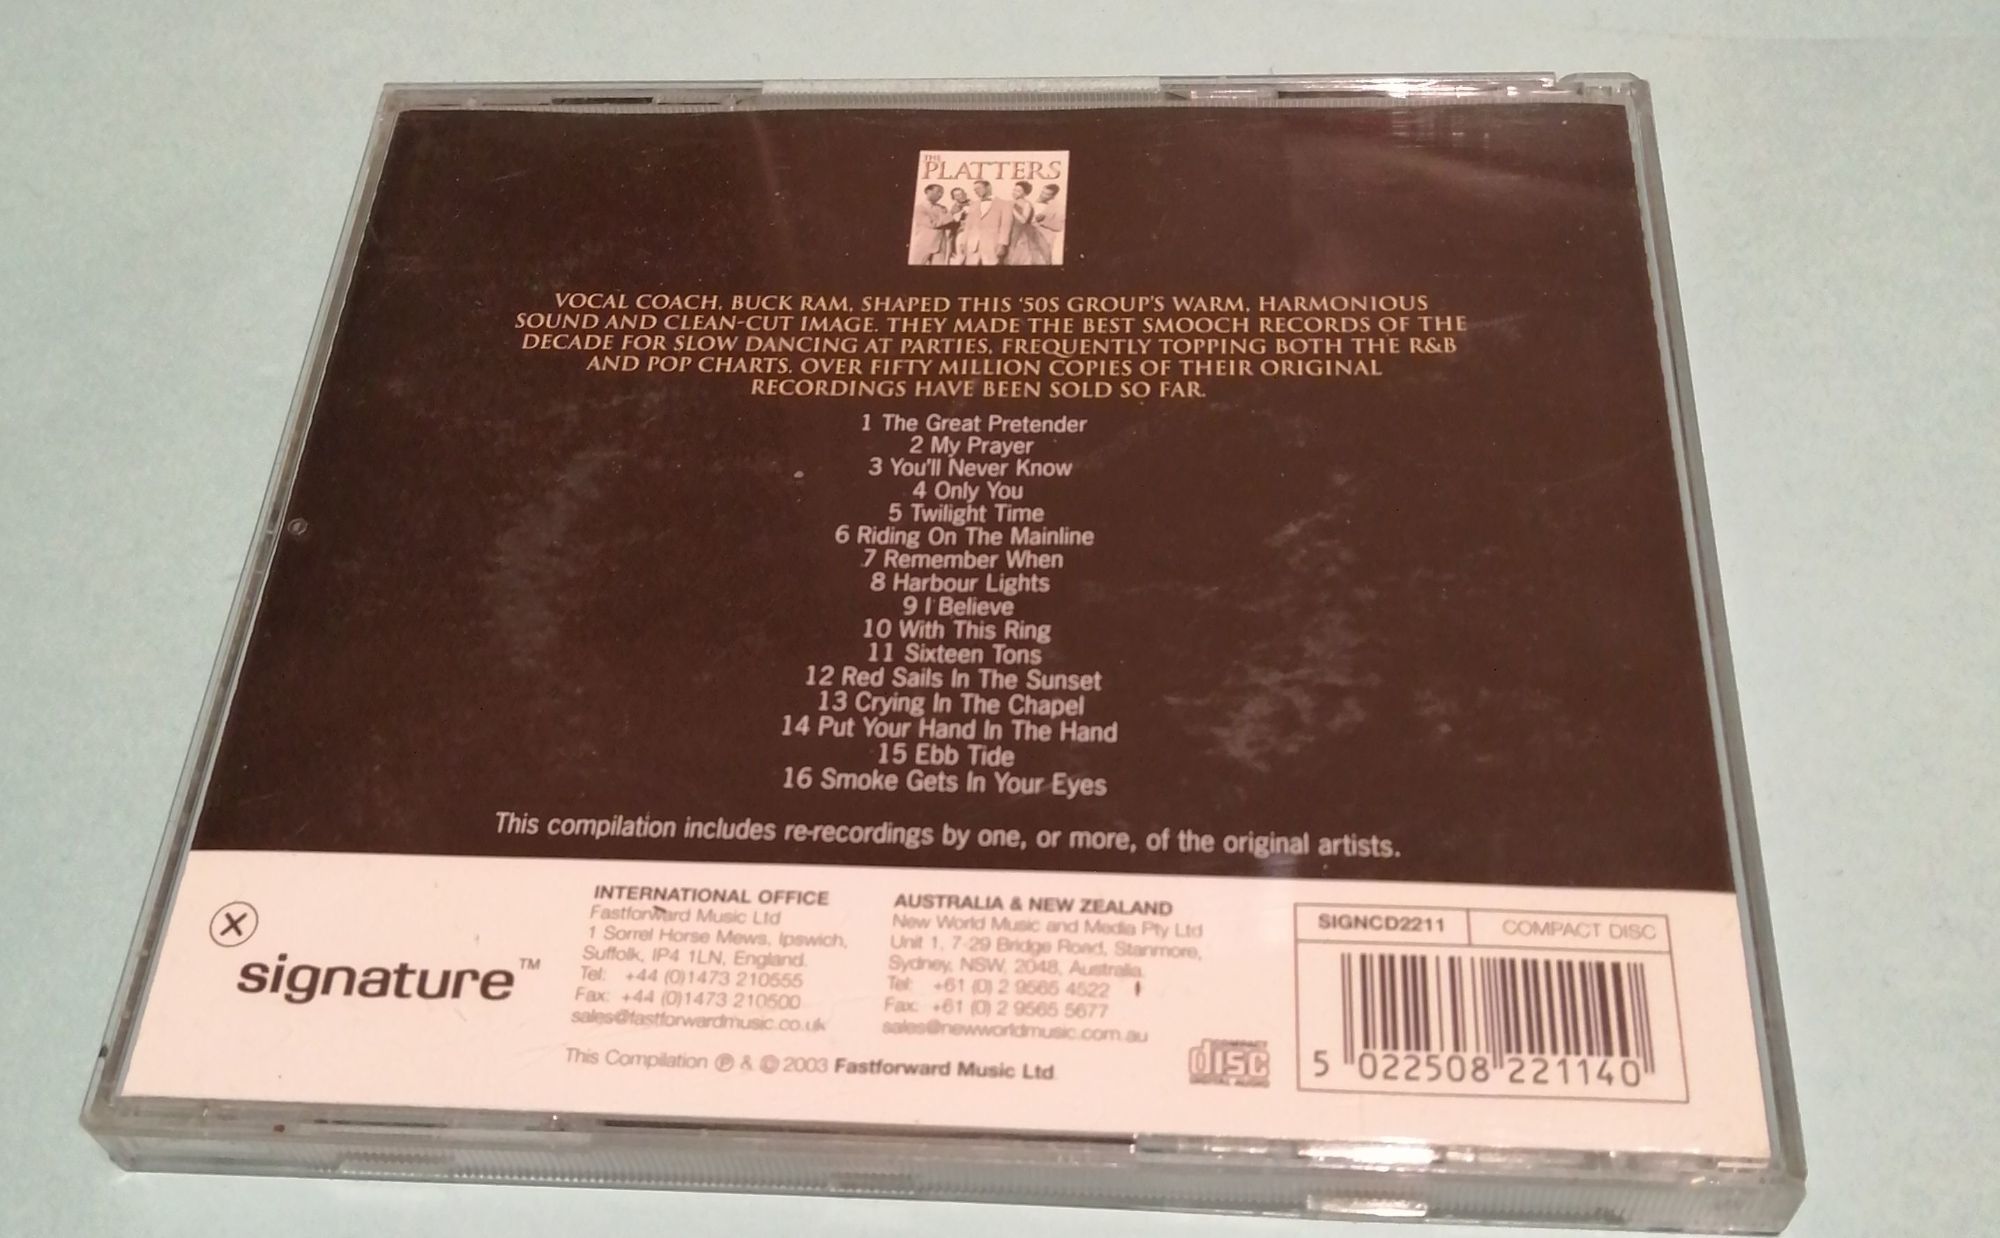 THE
PLATTERS
VOCAL COACH, BUCK RAM, SHAPED THIS '50S GROUP'S WARM, HARMONIOUS
SOUND AND CLEAN-CUT IMAGE. THEY MADE THE BEST SMOOCH RECORDS OF THE
DECADE FOR SLOW DANCING AT PARTIES, FREQUENTLY TOPPING BOTH THE R&B
AND POP CHARTS. OVER FIFTY MILLION COPIES OF THEIR ORIGINAL
RECORDINGS HAVE BEEN SOLD SO FAR.
1 The Great Pretender
2 My Prayer
3 You'll Never Know
4 Only You
5 Twilight Time
6 Riding On The Mainline
7 Remember When
8 Harbour Lights
9 I Believe
10 With This Ring
11 Sixteen Tons
12 Red Sails In The Sunset
13 Crying In The Chapel
14 Put Your Hand In The Hand
15 Ebb Tide
16 Smoke Gets In Your Eyes
This compilation includes re-recordings by one, or more, of the original artists.
X
signature™
INTERNATIONAL OFFICE
Fastforward Music Ltd
1 Sorrel Horse Mews, Ipswich,
Suffolk, IP4 1LN, England.
Tel: +44 (0)1473 210555
Fax: +44 (0)1473 210500
sales@fastforwardmusic.co.uk
AUSTRALIA & NEW ZEALAND
New World Music and Media Pty Ltd
Unit 1, 7-29 Bridge Road, Stanmore,
Sydney, NSW, 2048, Australia.
Tel: +61 (0) 2 9565 4522
Fax: +61 (0) 2 9565 5677
sales@newworldmusic.com.au
This Compilation ℗ & © 2003 Fastforward Music Ltd
COMPACT
disc
DIGITAL AUDIO
SIGNCD2211 COMPACT DISC
5 022508 221140